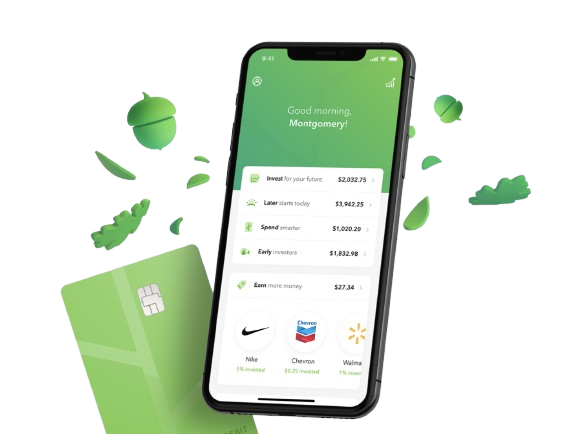 9:41
Good morning,
Montgomery!
Invest for your future $2,032.75
Later starts today $3,942.25
Spend smarter $1,020.20
Early investors $1,832.98
Earn more money $27.34
Chevron
Nike Chevron Walma
5% invested $0.25 invested 1% invest